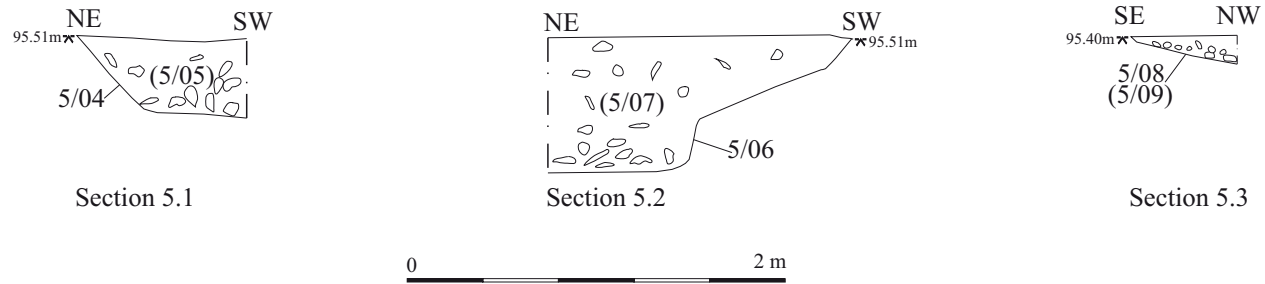 NE SW
95.51m
(5/05)
5/04
Section 5.1
NE SW
95.51m
(5/07)
5/06
Section 5.2
SE NW
95.40m
5/08
(5/09)
Section 5.3
0 2 m